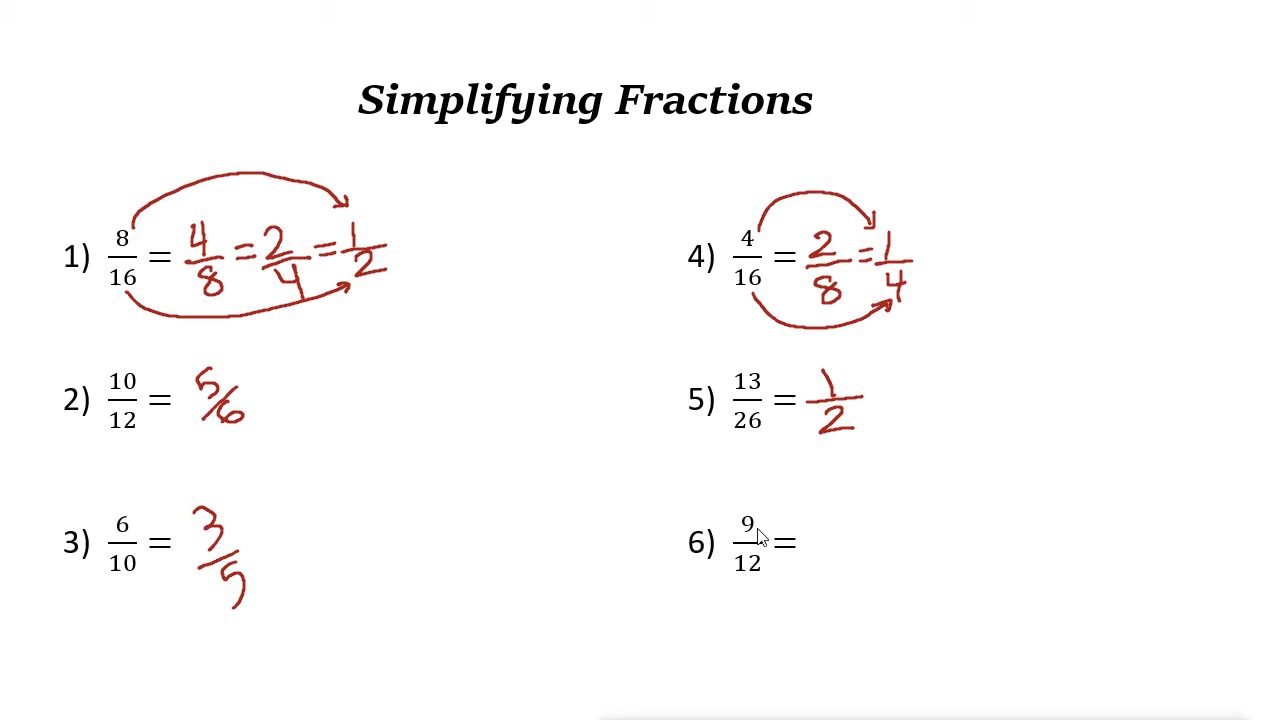 Simplifying Fractions
1) 8/16 = 4/8 = 2/4 = 1/2
2) 10/12 = 5/6
3) 6/10 = 3/5
4) 4/16 = 2/8 = 1/4
5) 13/26 = 1/2
6) 9/12 =